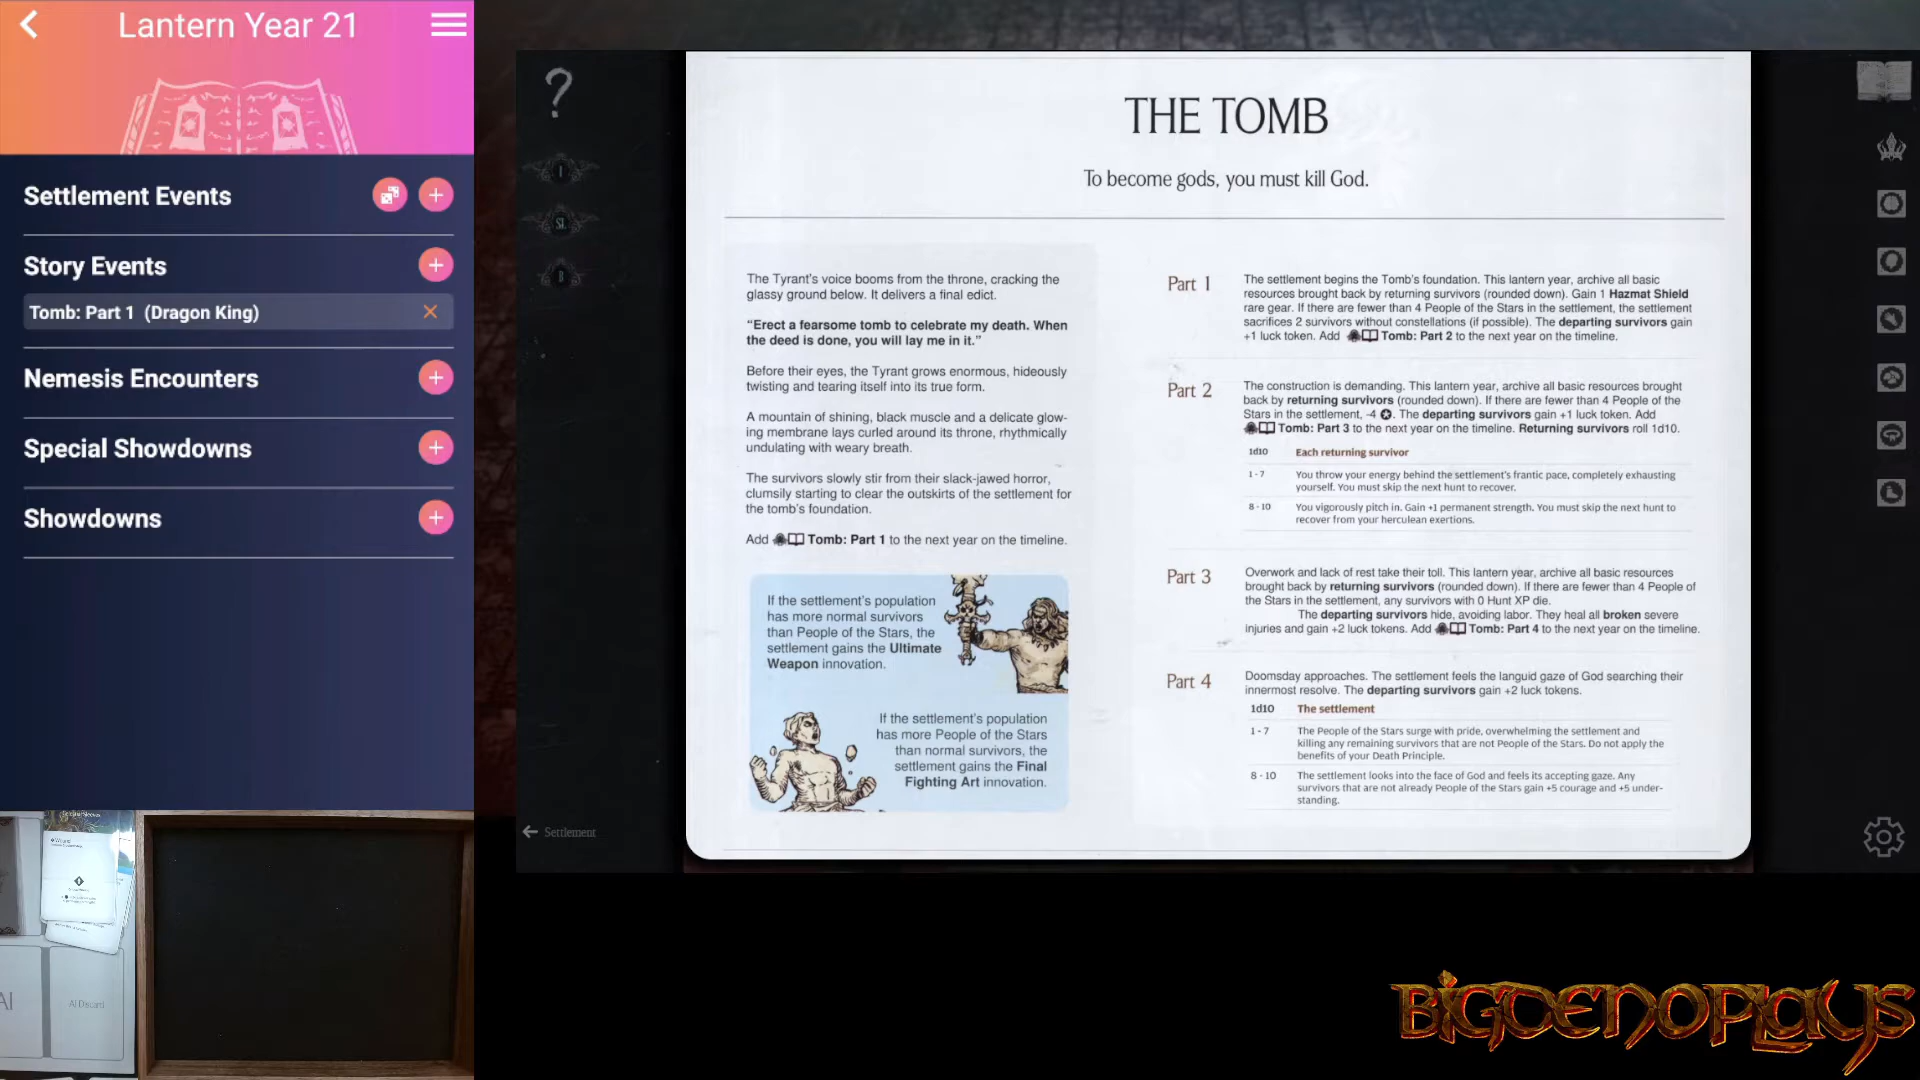 Lantern Year 21
Settlement Events
Story Events
Tomb: Part 1 (Dragon King)
Nemesis Encounters
Special Showdowns
Showdowns
THE TOMB
To become gods, you must kill God.
The Tyrant's voice booms from the throne, cracking the
glassy ground below. It delivers a final edict.
"Erect a fearsome tomb to celebrate my death. When
the deed is done, you will lay me in it."
Before their eyes, the Tyrant grows enormous, hideously
twisting and tearing itself into its true form.
A mountain of shining, black muscle and a delicate glow-
ing membrane lays curled around its throne, rhythmically
undulating with weary breath.
The survivors slowly stir from their slack-jawed horror,
clumsily starting to clear the outskirts of the settlement for
the tomb's foundation.
Add Tomb: Part 1 to the next year on the timeline.
If the settlement's population
has more normal survivors
than People of the Stars, the
settlement gains the Ultimate
Weapon innovation.
If the settlement's population
has more People of the Stars
than normal survivors, the
settlement gains the Final
Fighting Art innovation.
Part 1
The settlement begins the Tomb's foundation. This lantern year, archive all basic
resources brought back by returning survivors (rounded down). Gain 1 Hazmat Shield
rare gear. If there are fewer than 4 People of the Stars in the settlement, the settlement
sacrifices 2 survivors without constellations (if possible). The departing survivors gain
+1 luck token. Add Tomb: Part 2 to the next year on the timeline.
Part 2
The construction is demanding. This lantern year, archive all basic resources brought
back by returning survivors (rounded down). If there are fewer than 4 People of the
Stars in the settlement, -4 . The departing survivors gain +1 luck token. Add
Tomb: Part 3 to the next year on the timeline. Returning survivors roll 1d10.
1d10 Each returning survivor
1 - 7 You throw your energy behind the settlement's frantic pace, completely exhausting
yourself. You must skip the next hunt to recover.
8 - 10 You vigorously pitch in. Gain +1 permanent strength. You must skip the next hunt to
recover from your herculean exertions.
Part 3
Overwork and lack of rest take their toll. This lantern year, archive all basic resources
brought back by returning survivors (rounded down). If there are fewer than 4 People of
the Stars in the settlement, any survivors with 0 Hunt XP die.
The departing survivors hide, avoiding labor. They heal all broken severe
injuries and gain +2 luck tokens. Add Tomb: Part 4 to the next year on the timeline.
Part 4
Doomsday approaches. The settlement feels the languid gaze of God searching their
innermost resolve. The departing survivors gain +2 luck tokens.
1d10 The settlement
1 - 7 The People of the Stars surge with pride, overwhelming the settlement and
killing any remaining survivors that are not People of the Stars. Do not apply the
benefits of your Death Principle.
8 - 10 The settlement looks into the face of God and feels its accepting gaze. Any
survivors that are not already People of the Stars gain +5 courage and +5 under-
standing.
?
I
SL
B
Settlement
AI
AI Discard
BIGDENOPLAYS